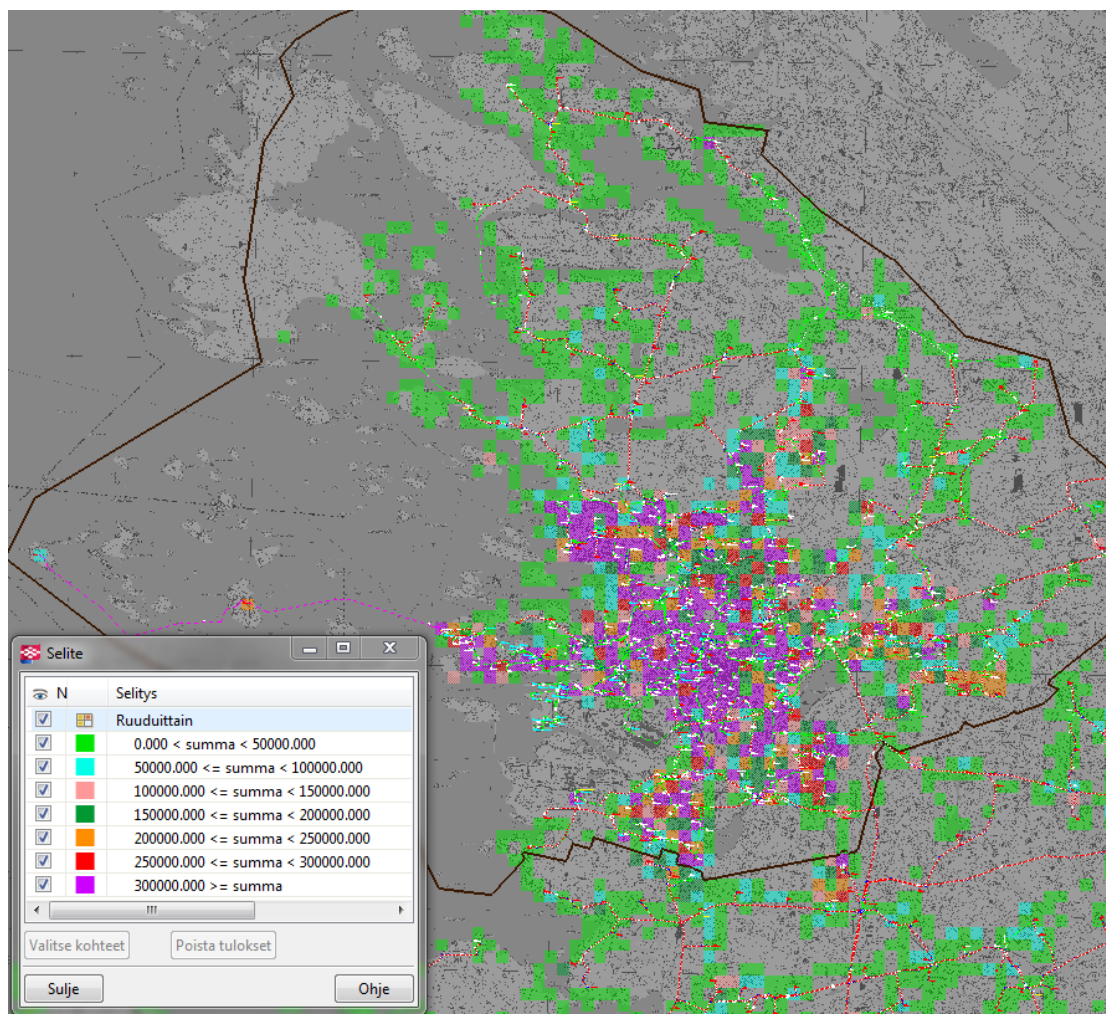 Selite
N Selitys
Ruuduittain
0.000 < summa < 50000.000
50000.000 <= summa < 100000.000
100000.000 <= summa < 150000.000
150000.000 <= summa < 200000.000
200000.000 <= summa < 250000.000
250000.000 <= summa < 300000.000
300000.000 >= summa
Valitse kohteet Poista tulokset
Sulje Ohje